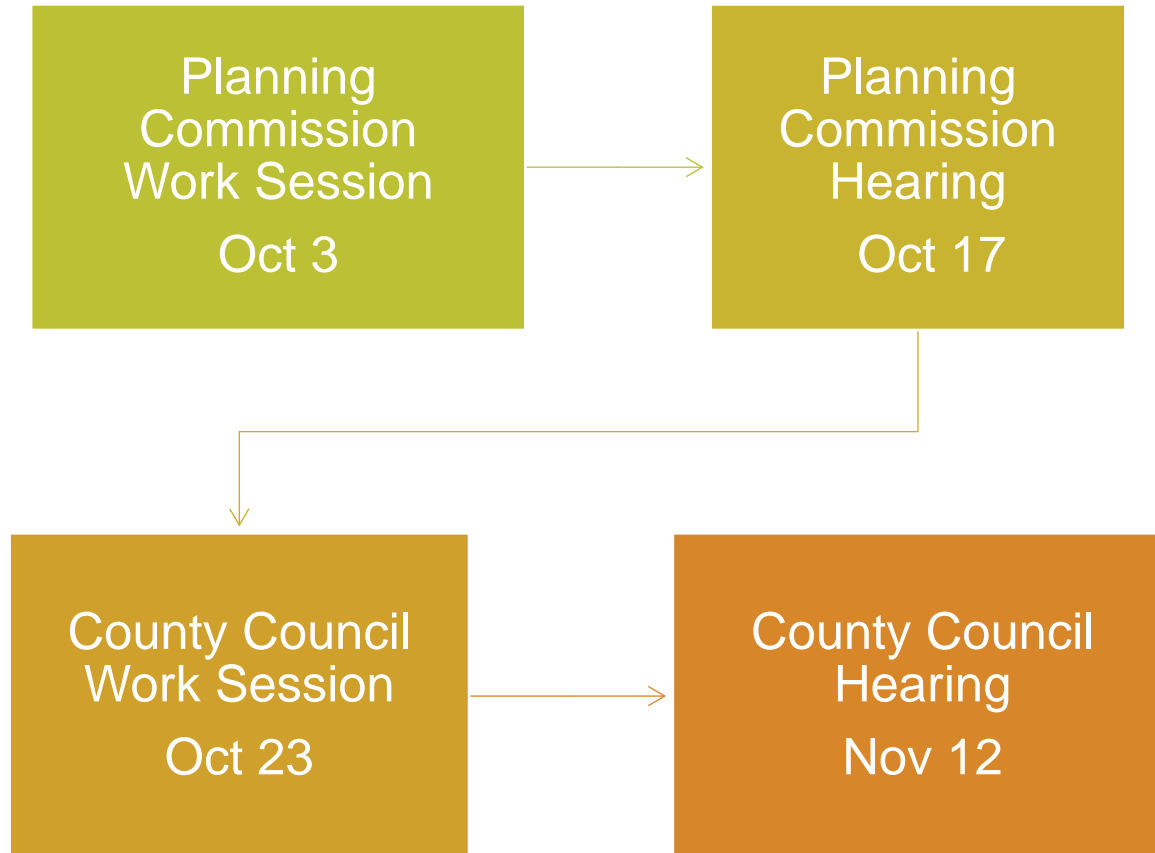 Planning
Commission
Work Session
Oct 3
Planning
Commission
Hearing
Oct 17
County Council
Work Session
Oct 23
County Council
Hearing
Nov 12